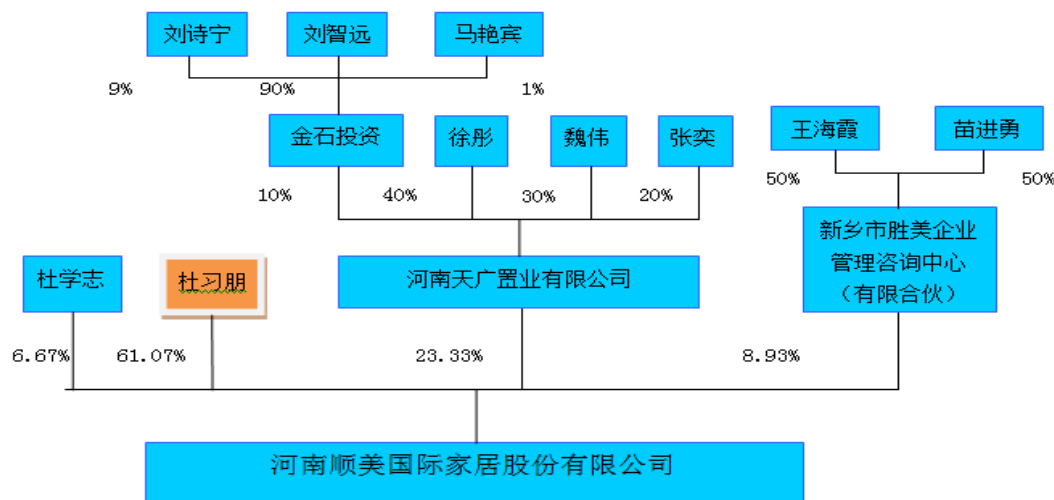 刘诗宁
刘智远
马艳宾
9%
90%
1%
金石投资
徐彤
魏伟
张奕
王海霞
苗进勇
10%
40%
30%
20%
50%
50%
杜学志
杜习朋
河南天广置业有限公司
新乡市胜美企业
管理咨询中心
（有限合伙）
6.67%
61.07%
23.33%
8.93%
河南顺美国际家居股份有限公司